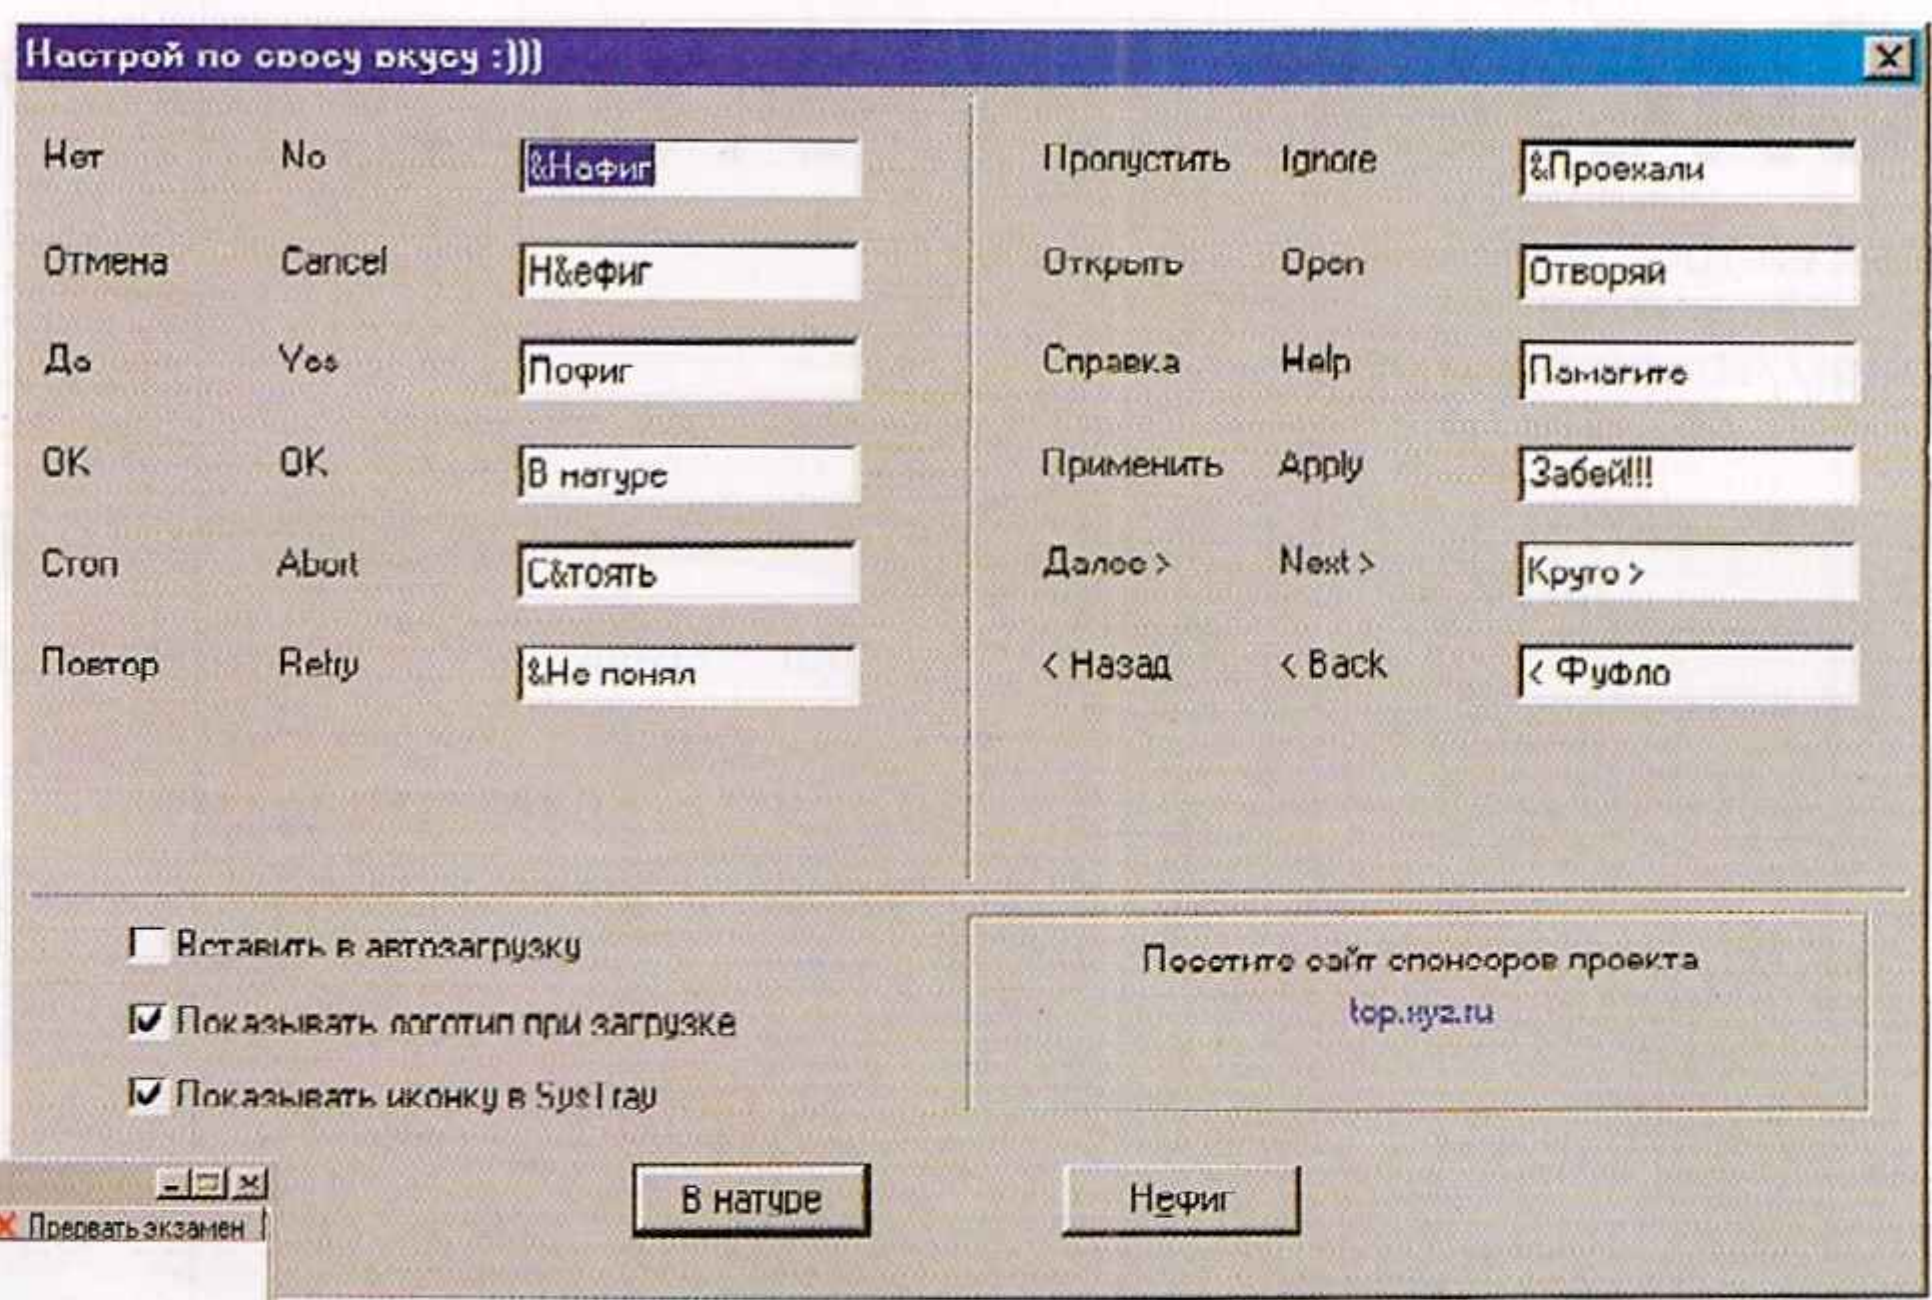 Настрой по своему вкусу :)))
Нет No &Нафиг
Отмена Cancel Н&ефиг
Да Yes Пофиг
OK OK В натуре
Стоп Abort С&тоять
Повтор Retry &Не понял
Пропустить Ignore &Проехали
Открыть Open Отворяй
Справка Help Памагите
Применить Apply Забей!!!
Далее > Next > Круто >
< Назад < Back < Фуфло
Вставить в автозагрузку
Показывать логотип при загрузке
Показывать иконку в SysTray
Посетите сайт спонсоров проекта
top.xyz.ru
В натуре Нефиг
Прервать экзамен